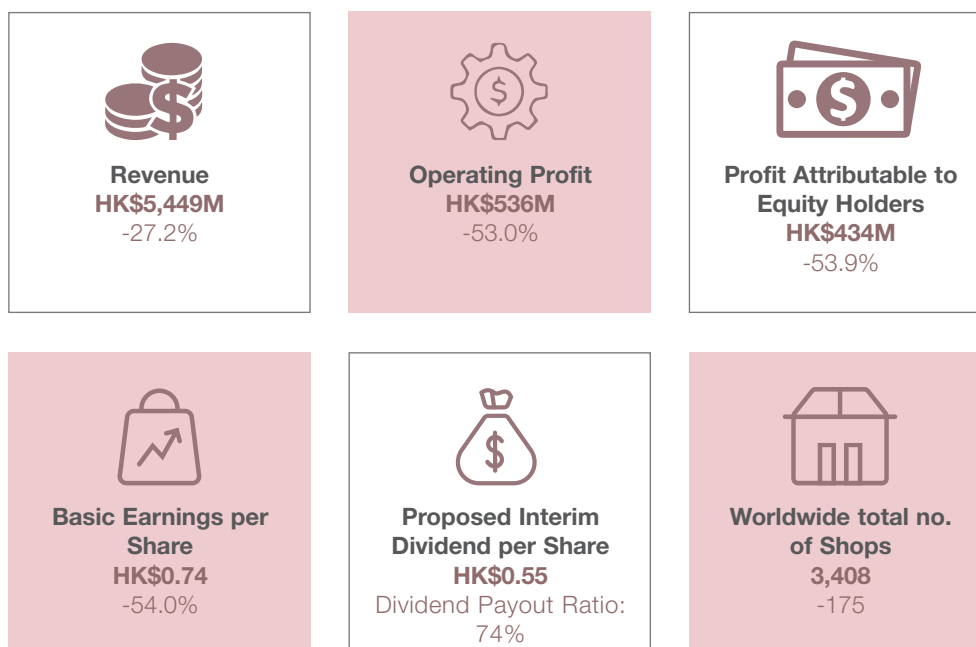 Revenue
HK$5,449M
-27.2%
Operating Profit
HK$536M
-53.0%
Profit Attributable to
Equity Holders
HK$434M
-53.9%
Basic Earnings per
Share
HK$0.74
-54.0%
Proposed Interim
Dividend per Share
HK$0.55
Dividend Payout Ratio:
74%
Worldwide total no.
of Shops
3,408
-175